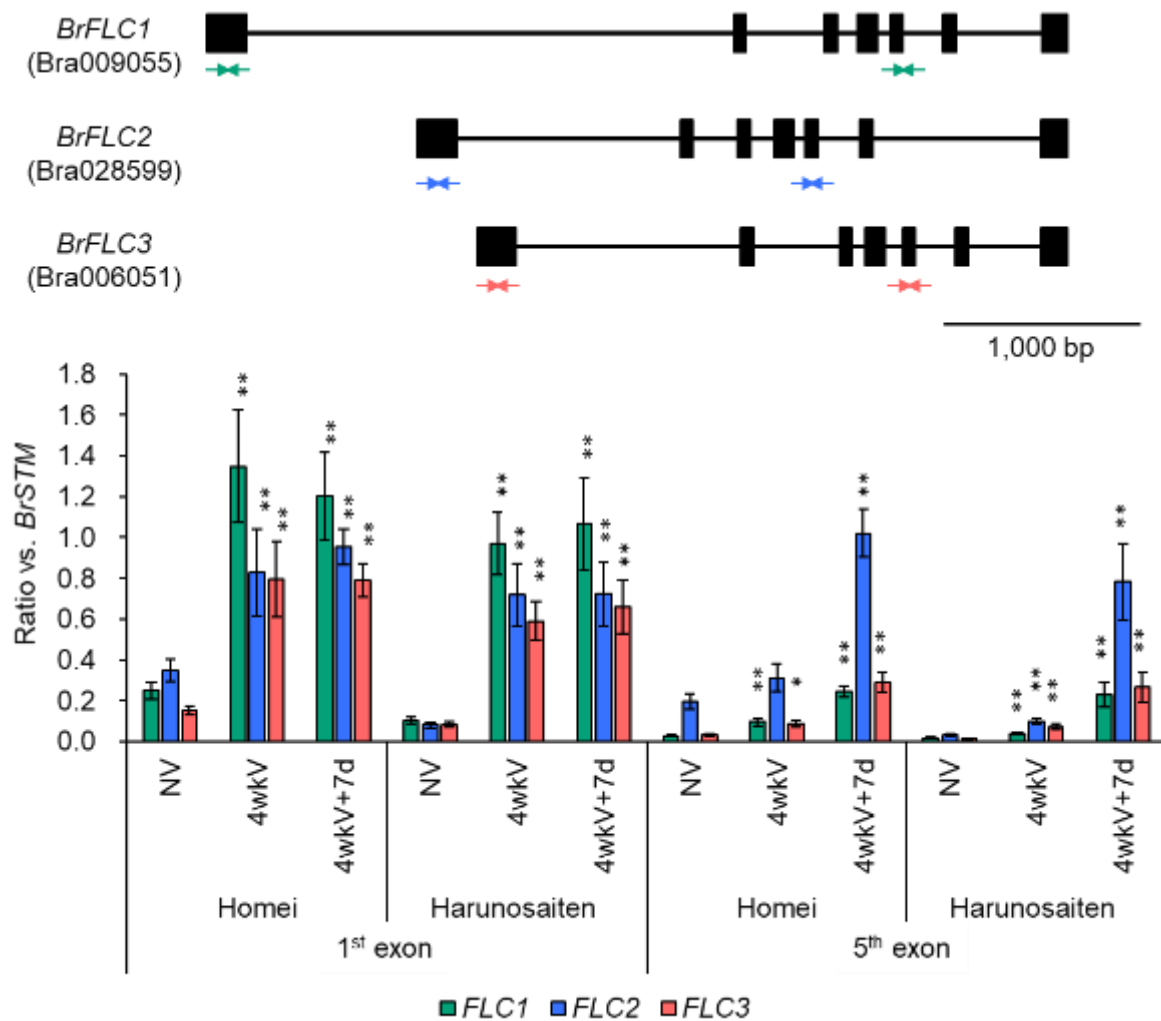 BrFLC1
(Bra009055)
BrFLC2
(Bra028599)
BrFLC3
(Bra006051)
1,000 bp
Ratio vs. BrSTM
1.8
1.6
1.4
1.2
1.0
0.8
0.6
0.4
0.2
0.0
** ** ** ** ** ** ** ** ** ** ** ** ** * ** ** ** ** ** ** ** ** **
NV 4wkV 4wkV+7d NV 4wkV 4wkV+7d NV 4wkV 4wkV+7d NV 4wkV 4wkV+7d
Homei Harunosaiten Homei Harunosaiten
1st exon 5th exon
FLC1 FLC2 FLC3